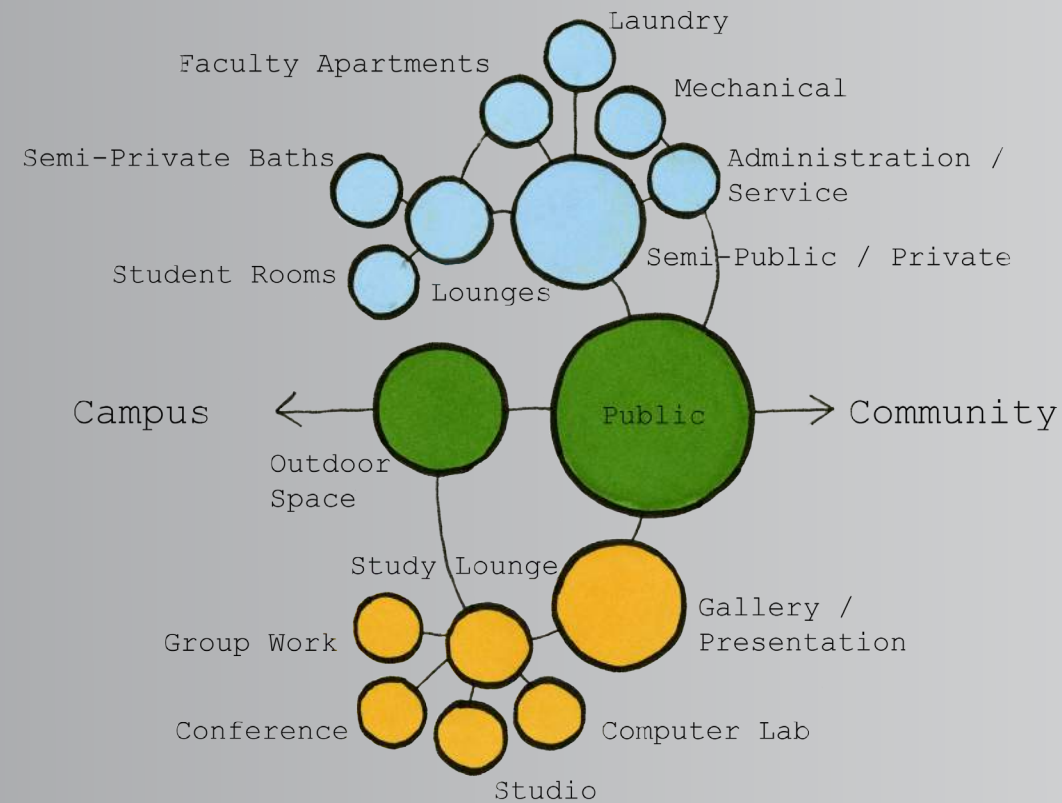 Laundry
Faculty Apartments
Mechanical
Semi-Private Baths
Administration /
Service
Semi-Public / Private
Student Rooms
Lounges
Campus
Public
Community
Outdoor
Space
Study Lounge
Gallery /
Presentation
Group Work
Conference
Computer Lab
Studio